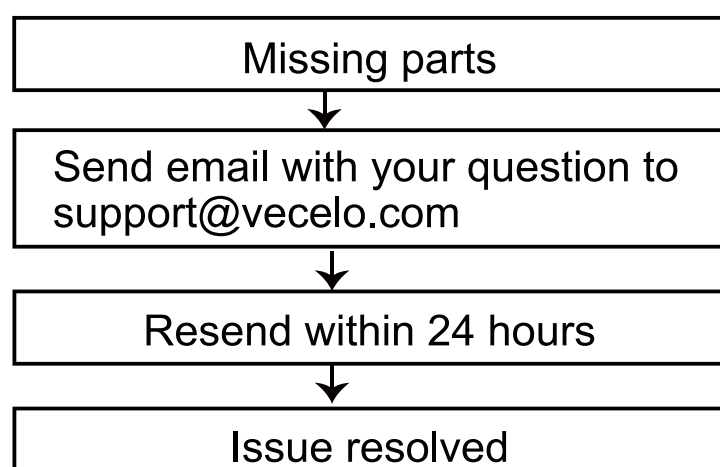 Missing parts
Send email with your question to
support@vecelo.com
Resend within 24 hours
Issue resolved